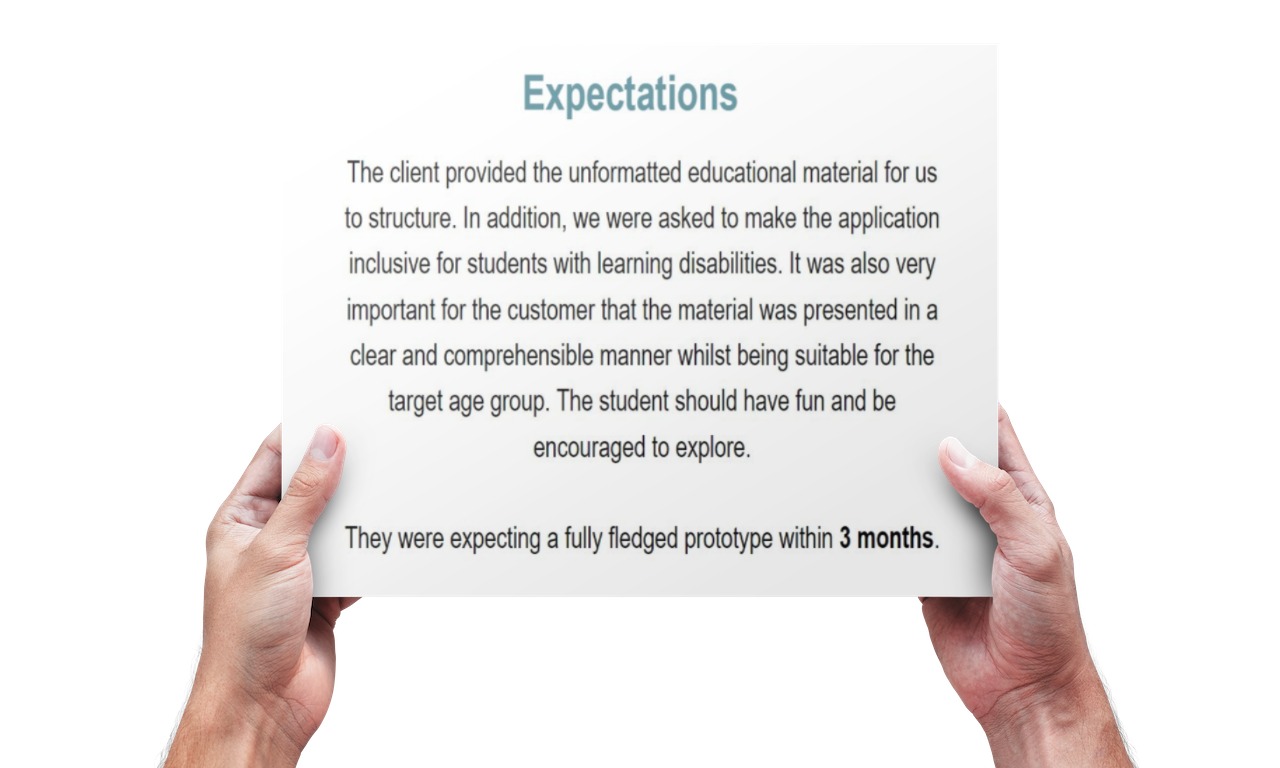 Expectations
The client provided the unformatted educational material for us
to structure. In addition, we were asked to make the application
inclusive for students with learning disabilities. It was also very
important for the customer that the material was presented in a
clear and comprehensible manner whilst being suitable for the
target age group. The student should have fun and be
encouraged to explore.
They were expecting a fully fledged prototype within 3 months.